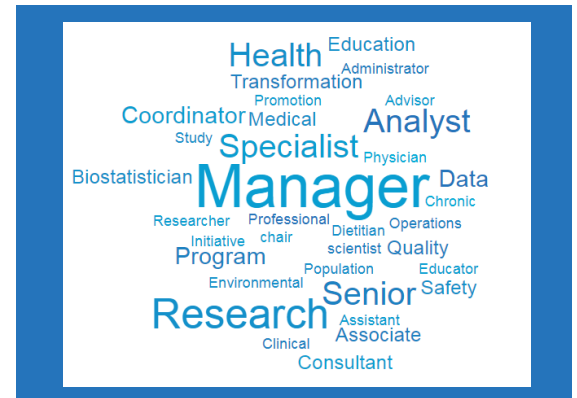 Health Education
Administrator
Transformation
Promotion Advisor
Coordinator Medical Analyst
Study Specialist Physician
Biostatistician Manager Data
Chronic
Researcher Professional Operations
Initiative chair Dietitian
Program scientist Quality
Population Educator
Environmental Senior Safety
Research Assistant
Clinical Associate
Consultant